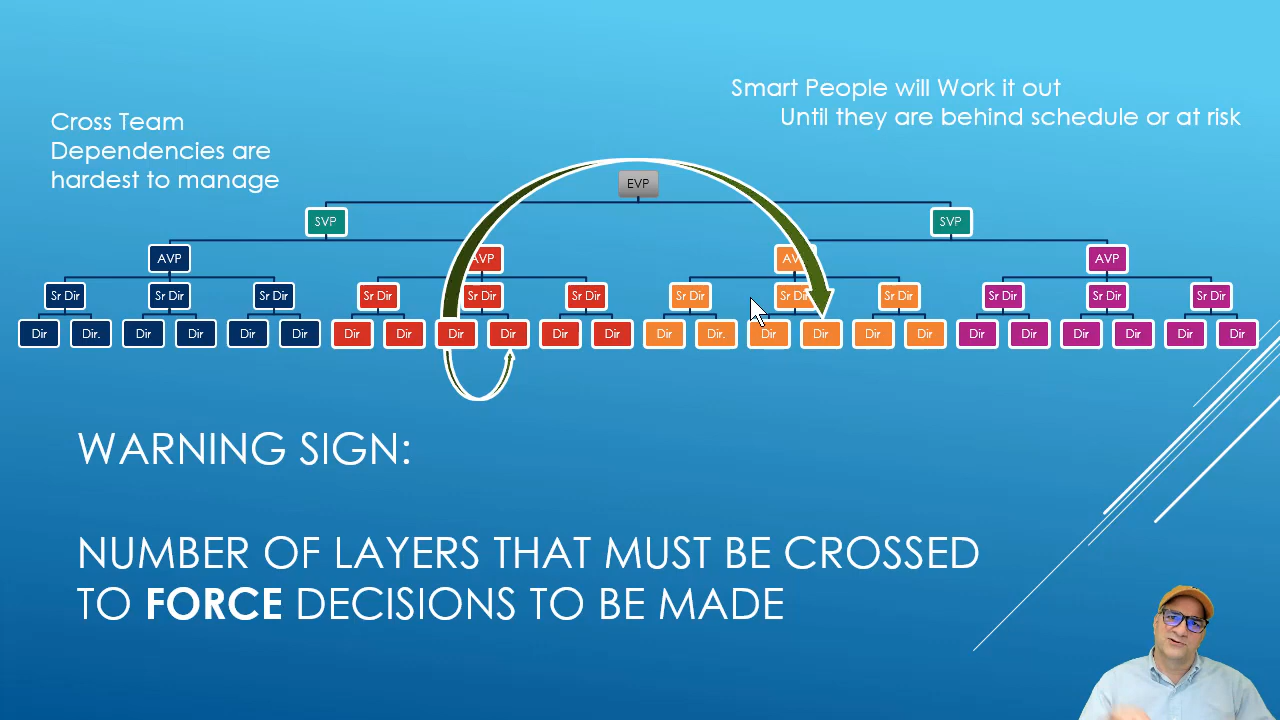 Smart People will Work it out
Until they are behind schedule or at risk
Cross Team
Dependencies are
hardest to manage
EVP
SVP SVP
AVP AVP AVP AVP
Sr Dir Sr Dir Sr Dir Sr Dir Sr Dir Sr Dir Sr Dir Sr Dir Sr Dir Sr Dir Sr Dir Sr Dir
Dir Dir. Dir Dir Dir Dir Dir Dir Dir Dir Dir Dir Dir Dir. Dir Dir Dir Dir Dir Dir Dir Dir Dir Dir
WARNING SIGN:
NUMBER OF LAYERS THAT MUST BE CROSSED
TO FORCE DECISIONS TO BE MADE